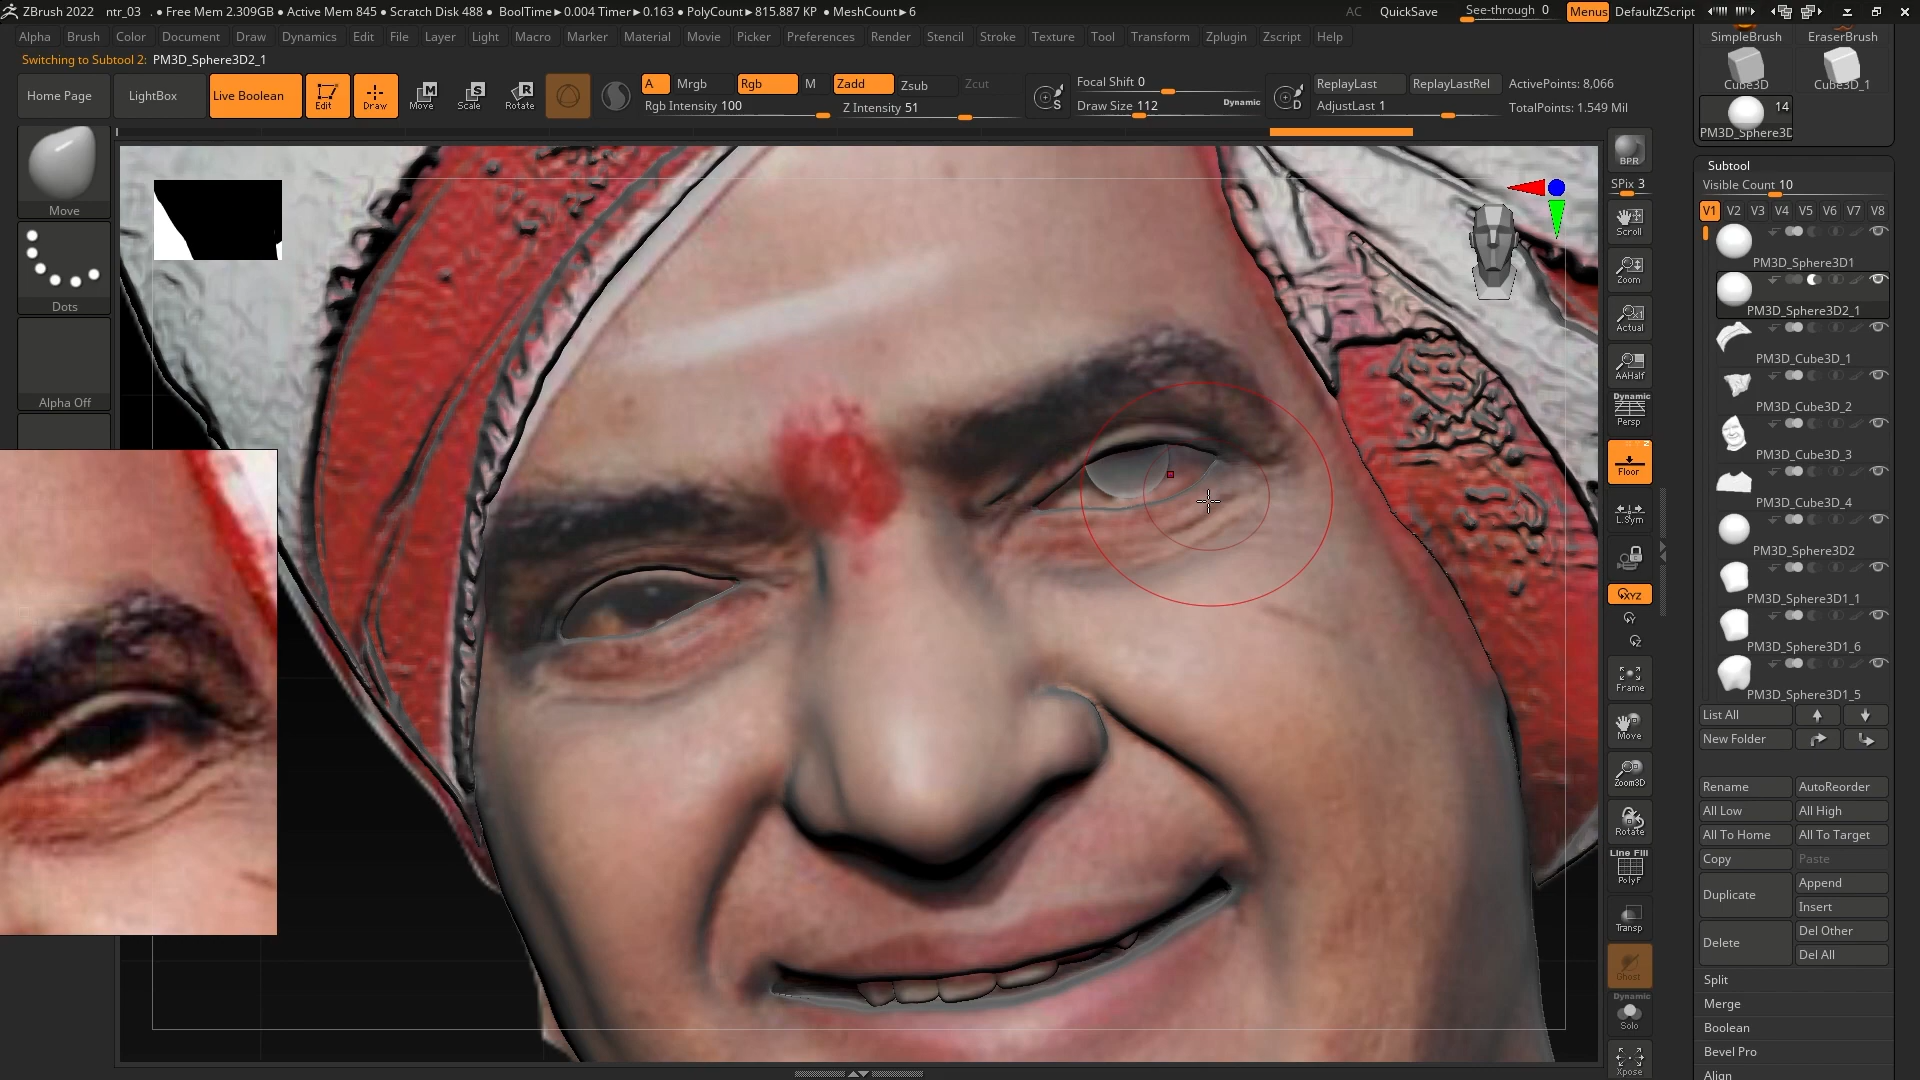 ZBrush 2022 ntr_03 . • Free Mem 2.309GB • Active Mem 845 • Scratch Disk 488 • BoolTime►0.004 Timer►0.163 • PolyCount►815.887 KP • MeshCount►6
AC QuickSave See-through 0 Menus DefaultZScript
Alpha Brush Color Document Draw Dynamics Edit File Layer Light Macro Marker Material Movie Picker Preferences Render Stencil Stroke Texture Tool Transform Zplugin Zscript Help
Switching to Subtool 2: PM3D_Sphere3D2_1
Home Page LightBox Live Boolean Edit Draw Move Scale Rotate
A Mrgb Rgb M Zadd Zsub Zcut
Rgb Intensity 100 Z Intensity 51
Focal Shift 0
Draw Size 112 Dynamic
ReplayLast ReplayLastRel ActivePoints: 8,066
AdjustLast 1 TotalPoints: 1.549 Mil
Move
Dots
Alpha Off
BPR
SPix 3
Scroll
Zoom
Actual
AAHalf
Dynamic
Persp
Floor
L.Sym
XYZ
Frame
Move
Zoom3D
Rotate
Line Fill
PolyF
Transp
Ghost
Dynamic
Solo
Xpose
SimpleBrush EraserBrush
Cube3D Cube3D_1
14
PM3D_Sphere3D
Subtool
Visible Count 10
V1 V2 V3 V4 V5 V6 V7 V8
PM3D_Sphere3D1
PM3D_Sphere3D2_1
PM3D_Cube3D_1
PM3D_Cube3D_2
PM3D_Cube3D_3
PM3D_Cube3D_4
PM3D_Sphere3D2
PM3D_Sphere3D1_1
PM3D_Sphere3D1_6
PM3D_Sphere3D1_5
List All
New Folder
Rename AutoReorder
All Low All High
All To Home All To Target
Copy Paste
Duplicate Append
Insert
Delete Del Other
Del All
Split
Merge
Boolean
Bevel Pro
Align